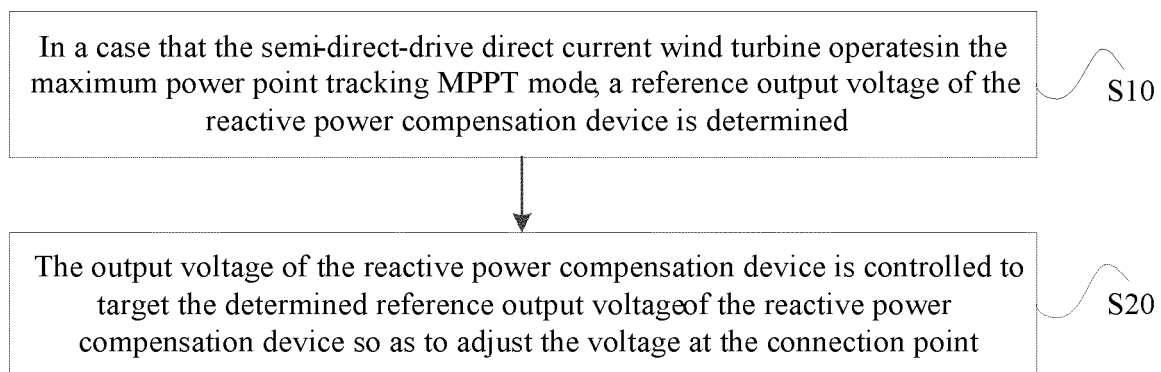 In a case that the semi-direct-drive direct current wind turbine operatesin the
maximum power point tracking MPPT mode, a reference output voltage of the
reactive power compensation device is determined
S10
The output voltage of the reactive power compensation device is controlled to
target the determined reference output voltageof the reactive power
compensation device so as to adjust the voltage at the connection point
S20